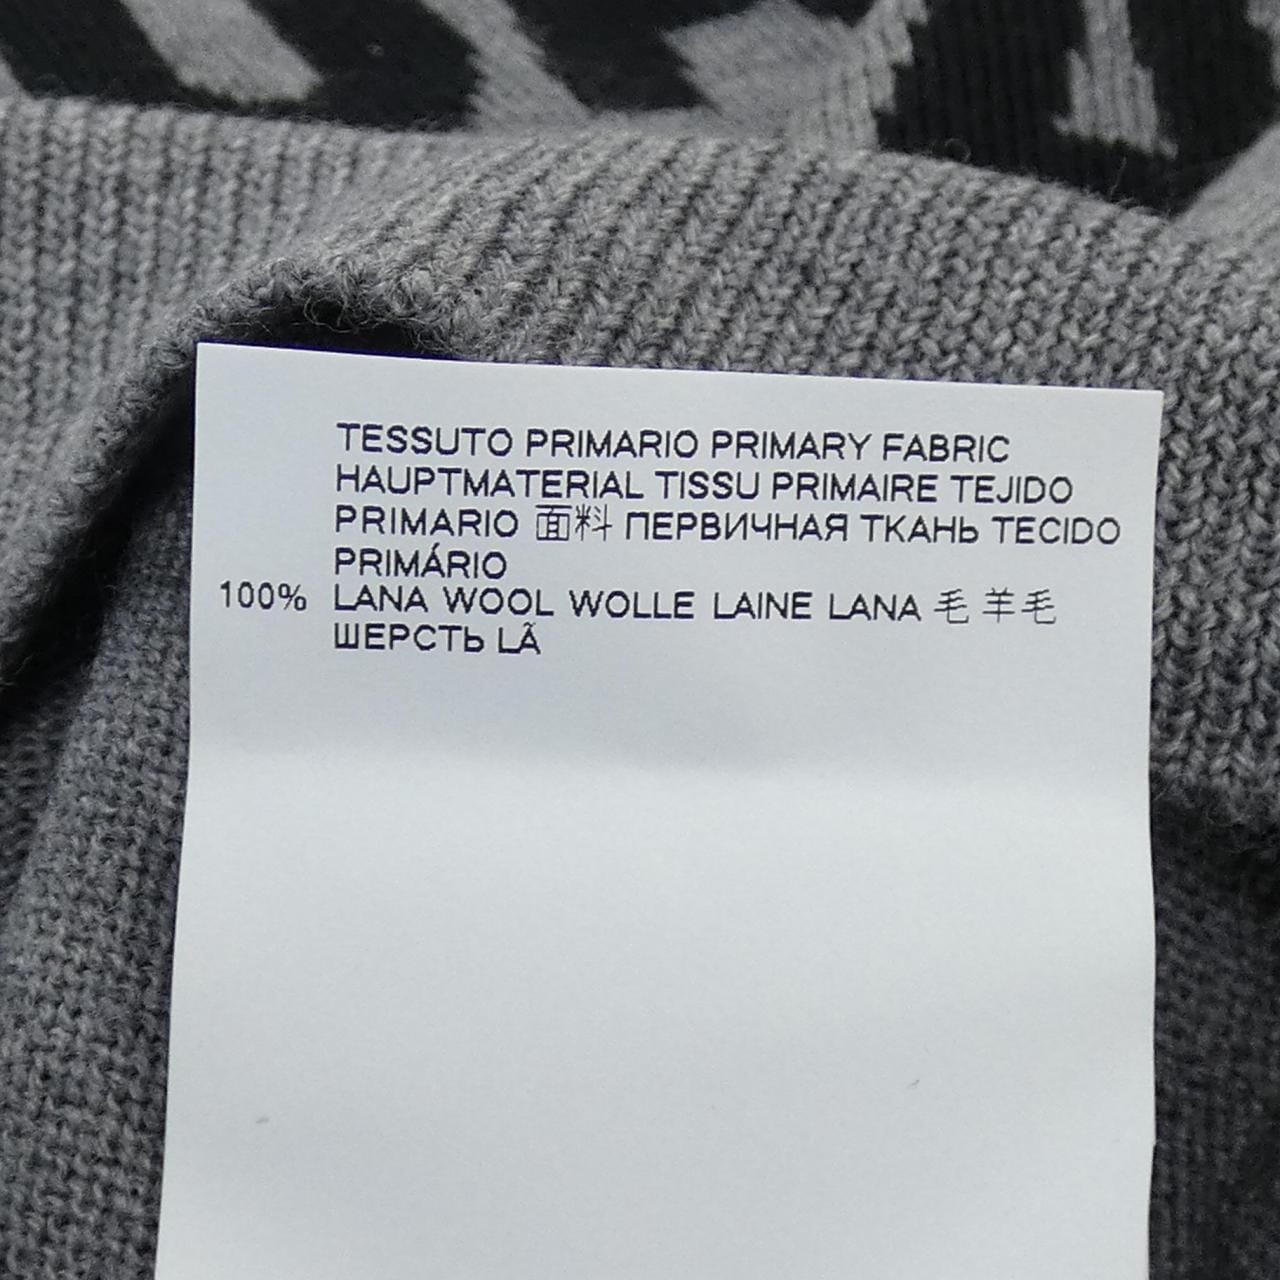 TESSUTO PRIMARIO PRIMARY FABRIC
HAUPTMATERIAL TISSU PRIMAIRE TEJIDO
PRIMARIO 面料 ПЕРВИЧНАЯ ТКАНЬ TECIDO
PRIMÁRIO
100% LANA WOOL WOLLE LAINE LANA 毛 羊毛
ШЕРСТЬ LÃ